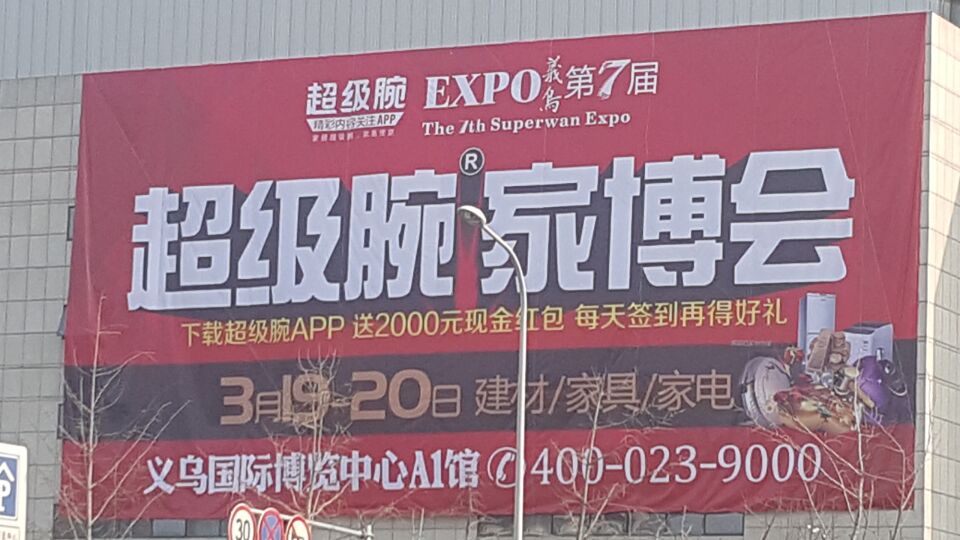 超级腕 EXPO 義烏 第7届
精彩内容关注APP
The 7th Superwan Expo
超级腕®家博会
下载超级腕APP 送2000元现金红包 每天签到再得好礼
3月19-20日 建材/家具/家电
义乌国际博览中心A1馆 400-023-9000
30
P